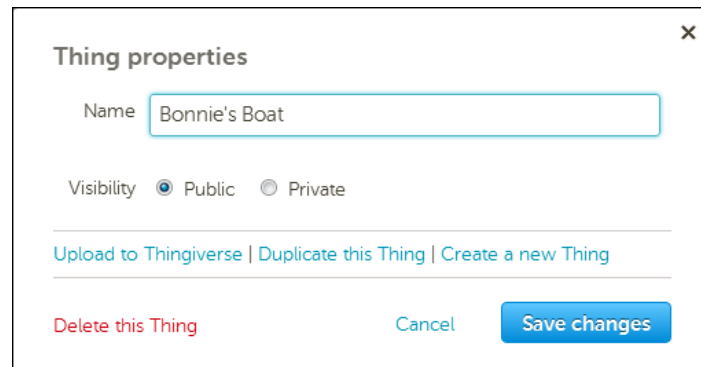 Thing properties
Name Bonnie's Boat
Visibility Public Private
Upload to Thingiverse | Duplicate this Thing | Create a new Thing
Delete this Thing Cancel Save changes